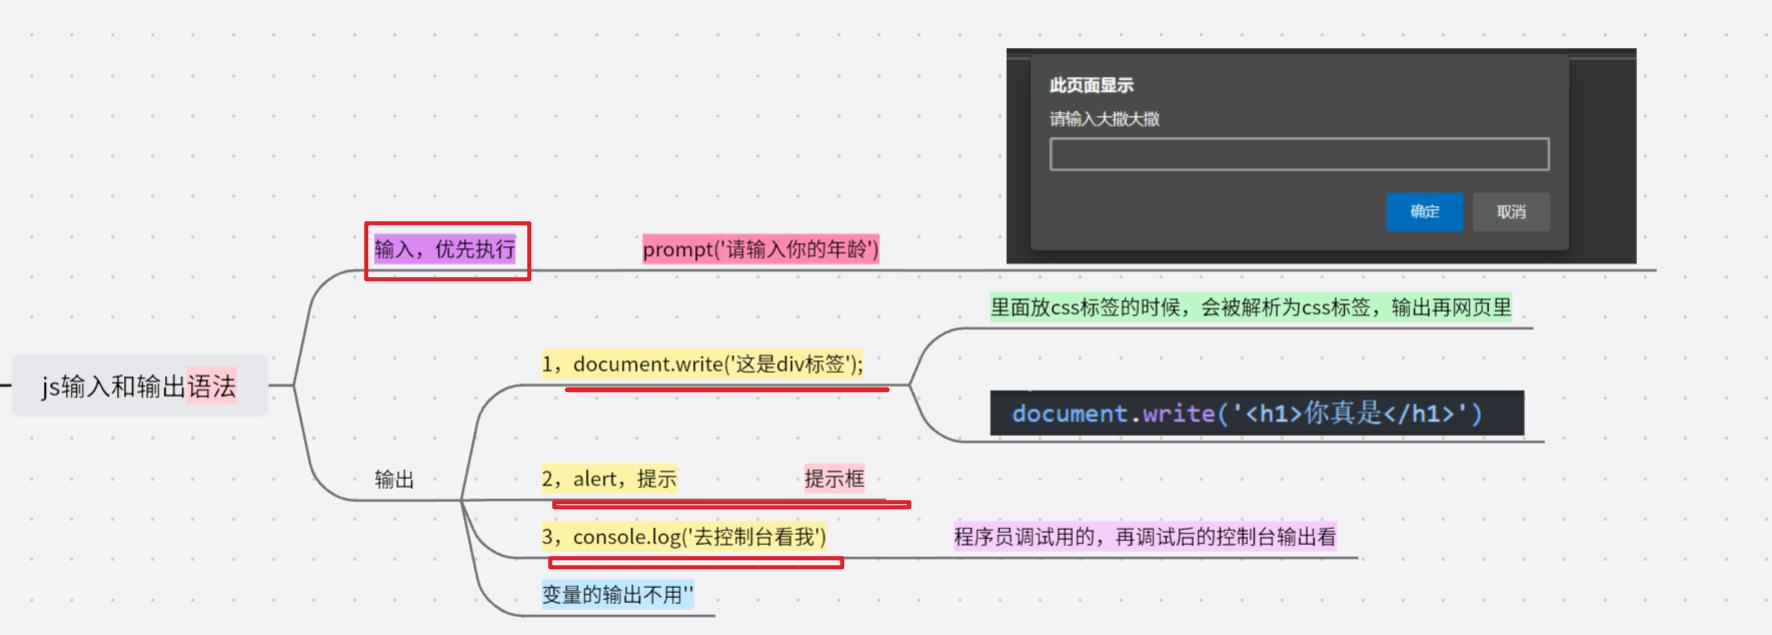 此页面显示
请输入大撒大撒
确定
取消
输入，优先执行
prompt('请输入你的年龄')
里面放css标签的时候，会被解析为css标签，输出再网页里
1，document.write('这是div标签');
js输入和输出语法
document.write('<h1>你真是</h1>')
输出
2，alert，提示
提示框
3，console.log('去控制台看我')
程序员调试用的，再调试后的控制台输出看
变量的输出不用''